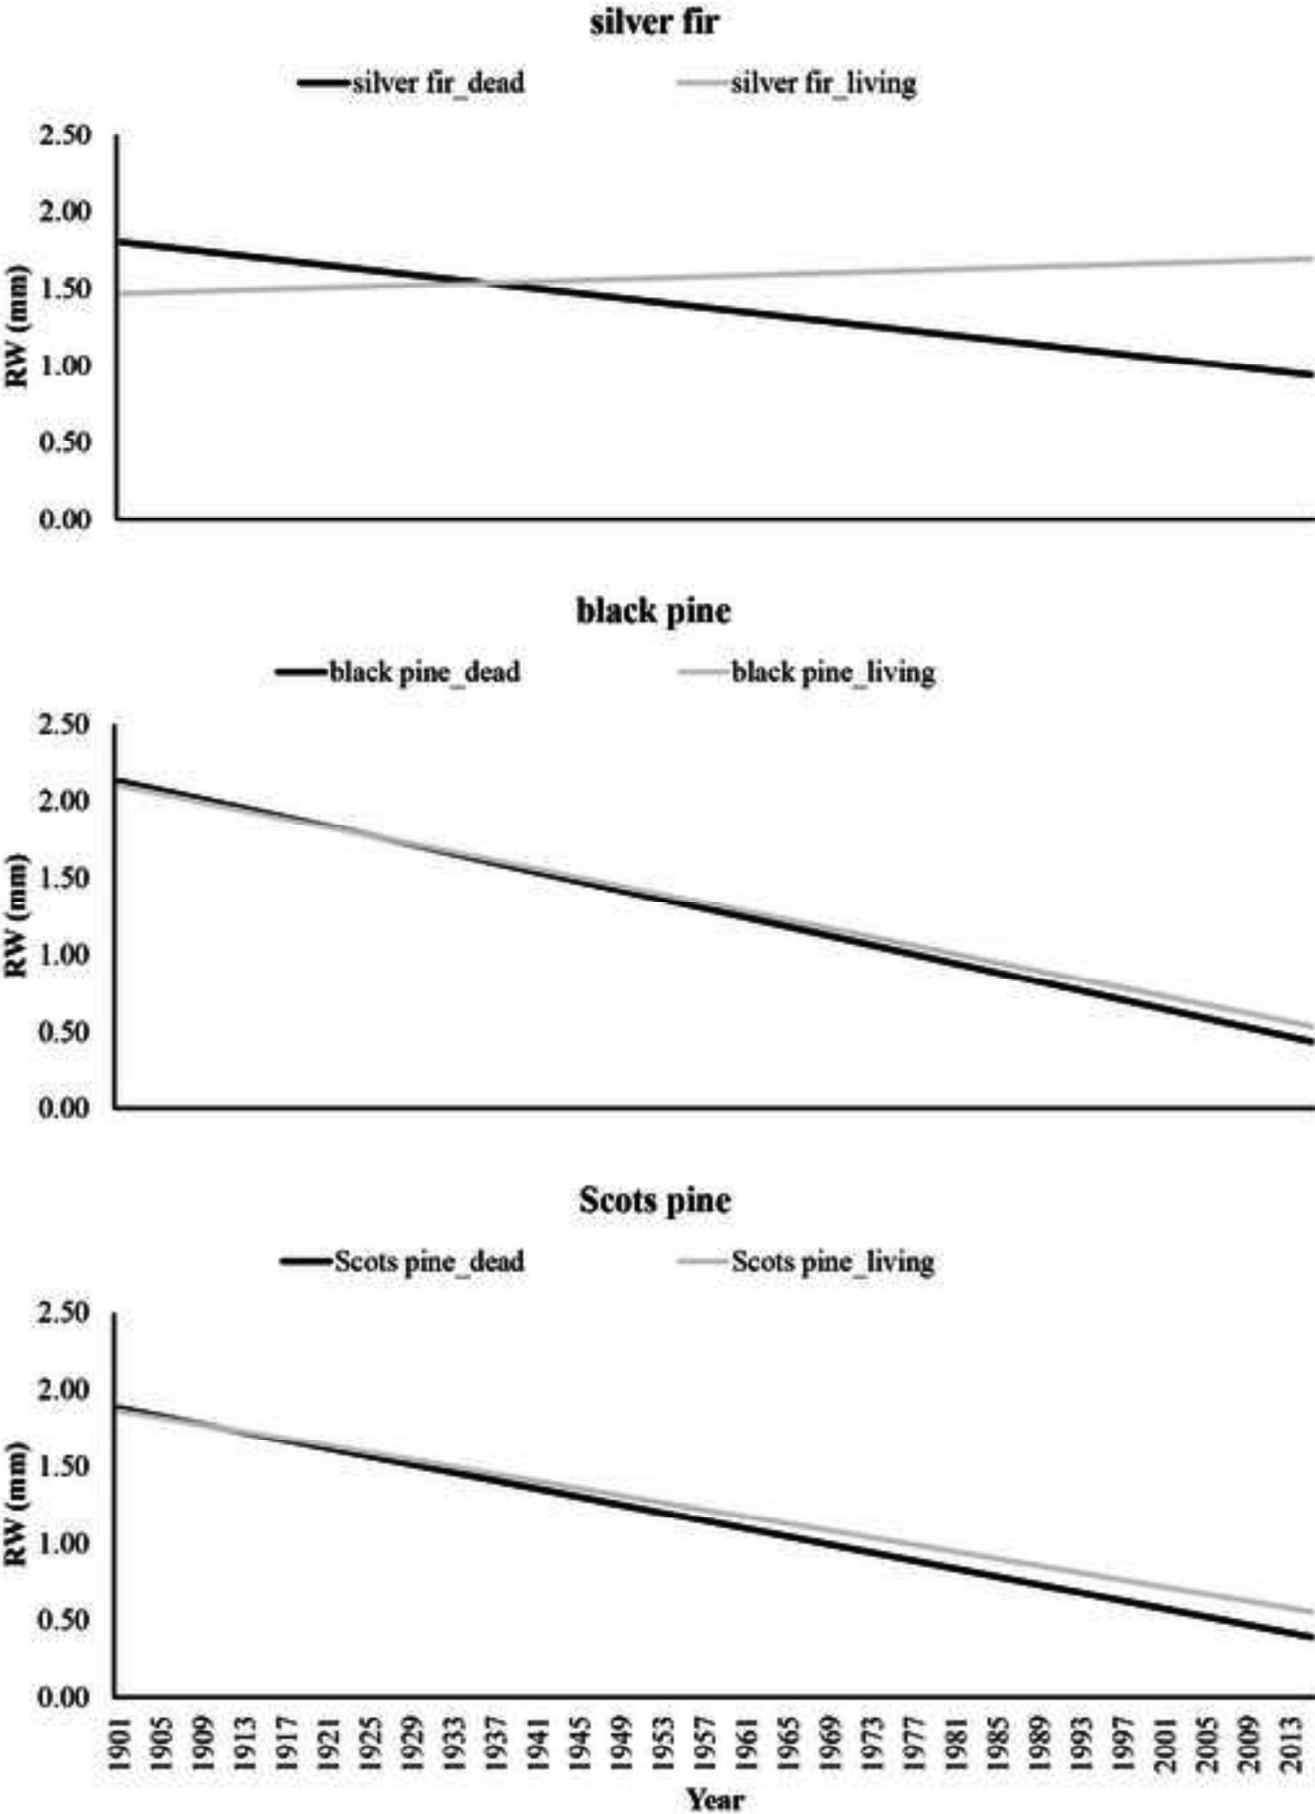 silver fir
silver fir_dead silver fir_living
2.50
2.00
1.50
1.00
0.50
0.00
RW (mm)
black pine
black pine_dead black pine_living
2.50
2.00
1.50
1.00
0.50
0.00
RW (mm)
Scots pine
Scots pine_dead Scots pine_living
2.50
2.00
1.50
1.00
0.50
0.00
RW (mm)
1901 1905 1909 1913 1917 1921 1925 1929 1933 1937 1941 1945 1949 1953 1957 1961 1965 1969 1973 1977 1981 1985 1989 1993 1997 2001 2005 2009 2013
Year